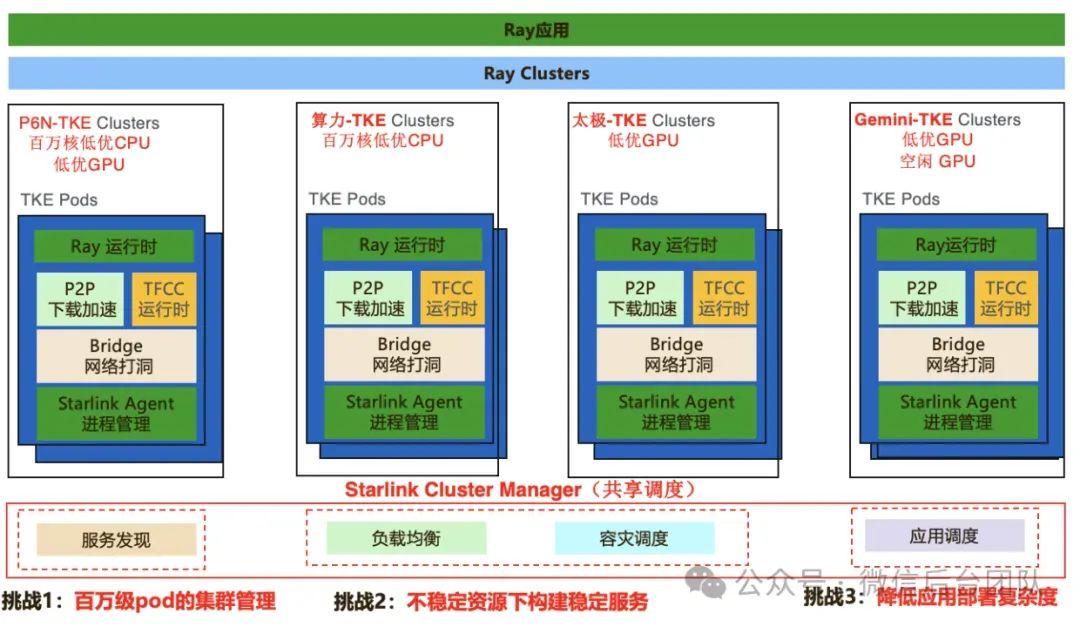 Ray应用
Ray Clusters
P6N-TKE Clusters
百万核低优CPU
低优GPU
TKE Pods
Ray 运行时
P2P
下载加速
TFCC
运行时
Bridge
网络打洞
Starlink Agent
进程管理
算力-TKE Clusters
百万核低优CPU
TKE Pods
Ray 运行时
P2P
下载加速
TFCC
运行时
Bridge
网络打洞
Starlink Agent
进程管理
太极-TKE Clusters
低优GPU
TKE Pods
Ray 运行时
P2P
下载加速
TFCC
运行时
Bridge
网络打洞
Starlink Agent
进程管理
Gemini-TKE Clusters
低优GPU
空闲 GPU
TKE Pods
Ray运行时
P2P
下载加速
TFCC
运行时
Bridge
网络打洞
Starlink Agent
进程管理
Starlink Cluster Manager（共享调度）
服务发现
负载均衡
容灾调度
应用调度
公众号 · 微信后台团队
挑战1：百万级pod的集群管理
挑战2：不稳定资源下构建稳定服务
挑战3：降低应用部署复杂度